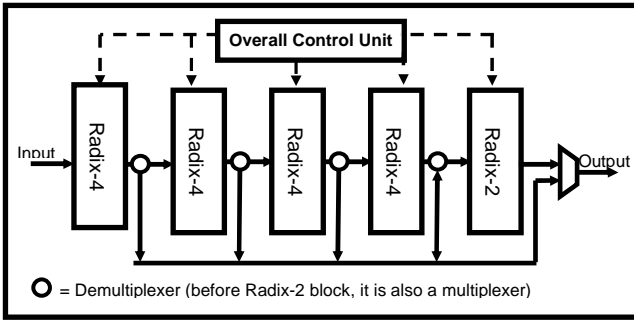 Overall Control Unit
Radix-4
Radix-4
Radix-4
Radix-4
Radix-2
Input
Output
= Demultiplexer (before Radix-2 block, it is also a multiplexer)